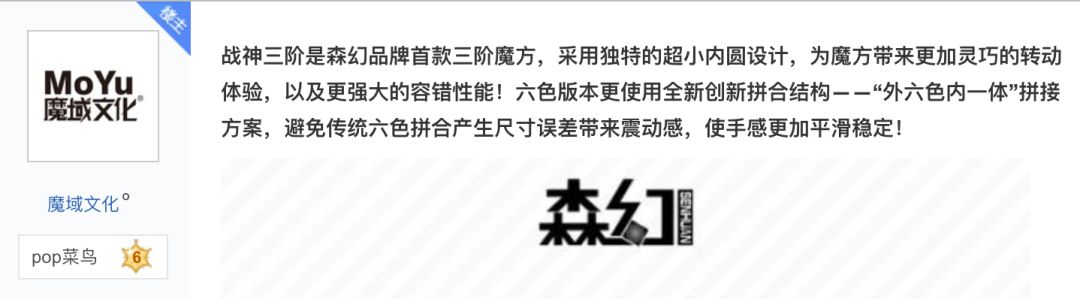 楼主
MoYu
魔域文化®
魔域文化
pop菜鸟 6
战神三阶是森幻品牌首款三阶魔方，采用独特的超小内圆设计，为魔方带来更加灵巧的转动
体验，以及更强大的容错性能！六色版本更使用全新创新拼合结构——“外六色内一体”拼接
方案，避免传统六色拼合产生尺寸误差带来震动感，使手感更加平滑稳定！
森幻
SENHUAN